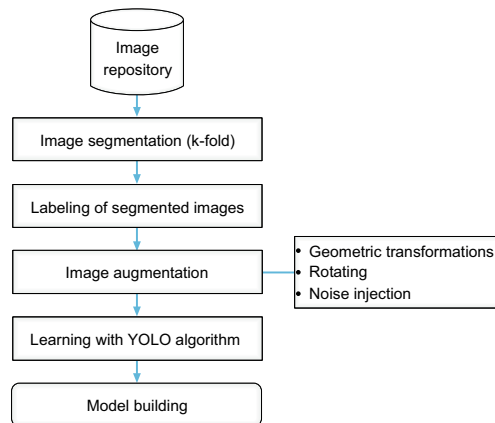 Image
repository
Image segmentation (k-fold)
Labeling of segmented images
Image augmentation
• Geometric transformations
• Rotating
• Noise injection
Learning with YOLO algorithm
Model building